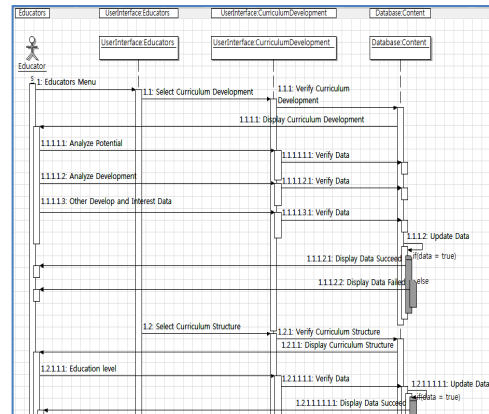 Educators
UserInterface:Educators
UserInterface:CurriculumDevelopment
Database:Content
UserInterface:Educators
UserInterface:CurriculumDevelopment
Database:Content
Educator
s
1: Educators Menu
1.1: Select Curriculum Development
1.1.1: Verify Curriculum
Development
1.1.1.1: Display Curriculum Development
1.1.1.1.1: Analyze Potential
1.1.1.1.1.1: Verify Data
1.1.1.1.2: Analyze Development
1.1.1.1.2.1: Verify Data
1.1.1.1.3: Other Develop and Interest Data
1.1.1.1.3.1: Verify Data
1.1.1.2: Update Data
1.1.1.2.1: Display Data Succeed
if(data = true)
1.1.1.2.2: Display Data Failed
else
1.2: Select Curriculum Structure
1.2.1: Verify Curriculum Structure
1.2.1.1: Display Curriculum Structure
1.2.1.1.1: Education level
1.2.1.1.1.1: Verify Data
1.2.1.1.1.1.1: Update Data
1.2.1.1.1.1.1.1: Display Data Succeed
if(data = true)